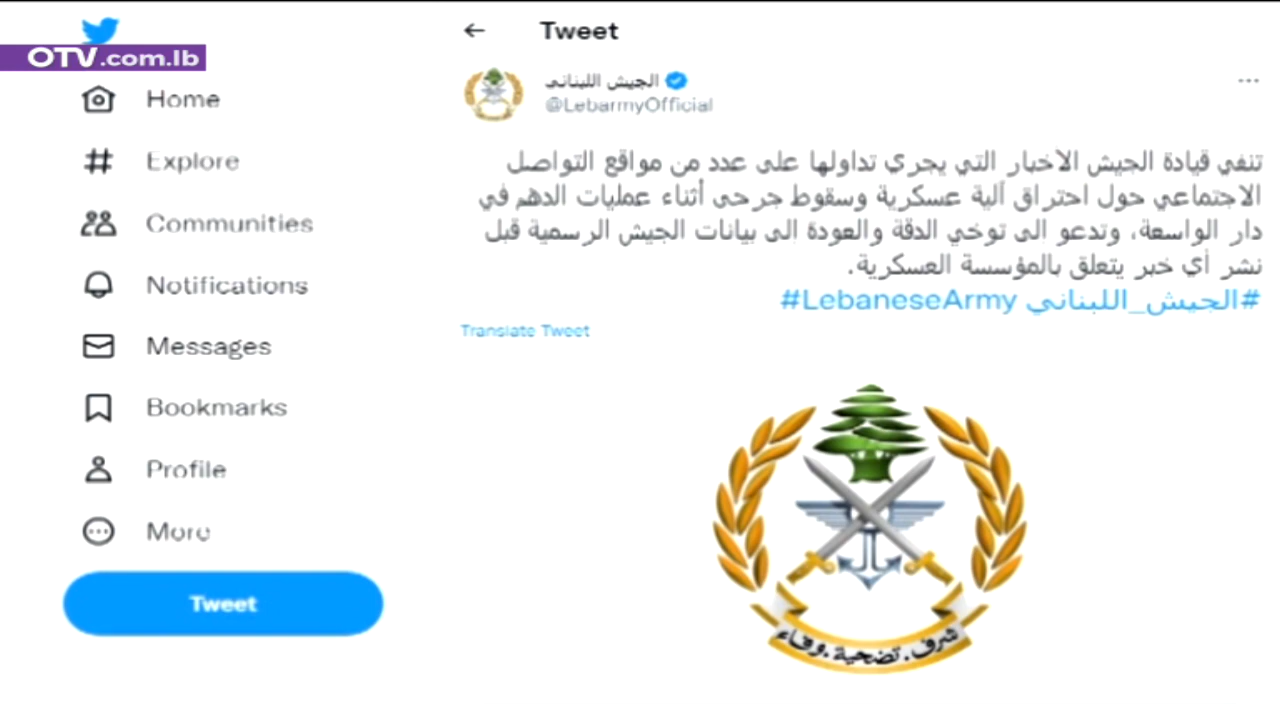 OTV.com.lb
Home
Explore
Communities
Notifications
Messages
Bookmarks
Profile
More
Tweet
Tweet
الجيش اللبناني
@LebarmyOfficial
تنفي قيادة الجيش الاخبار التي يجري تداولها على عدد من مواقع التواصل
الاجتماعي حول احتراق آلية عسكرية وسقوط جرحى أثناء عمليات الدهم في
دار الواسعة، وتدعو إلى توخي الدقة والعودة إلى بيانات الجيش الرسمية قبل
نشر أي خبر يتعلق بالمؤسسة العسكرية.
#الجيش_اللبناني #LebaneseArmy
Translate Tweet
شرف. تضحية. وفاء